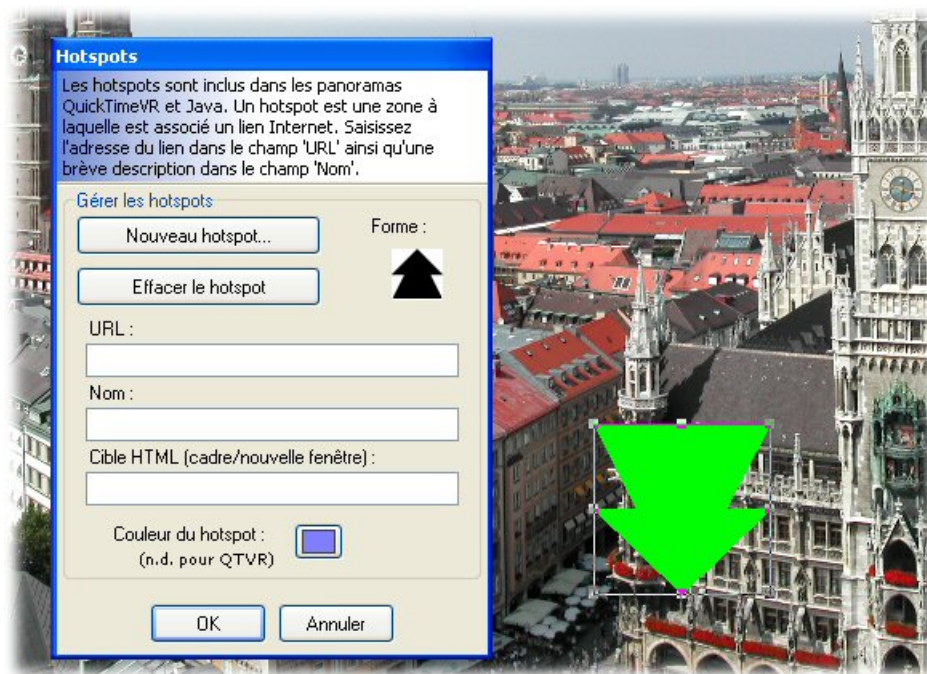 Hotspots
Les hotspots sont inclus dans les panoramas
QuickTimeVR et Java. Un hotspot est une zone à
laquelle est associé un lien Internet. Saisissez
l'adresse du lien dans le champ 'URL' ainsi qu'une
brève description dans le champ 'Nom'.
Gérer les hotspots
Nouveau hotspot...
Forme :
Effacer le hotspot
URL :
Nom :
Cible HTML (cadre/nouvelle fenêtre) :
Couleur du hotspot :
(n.d. pour QTVR)
OK
Annuler